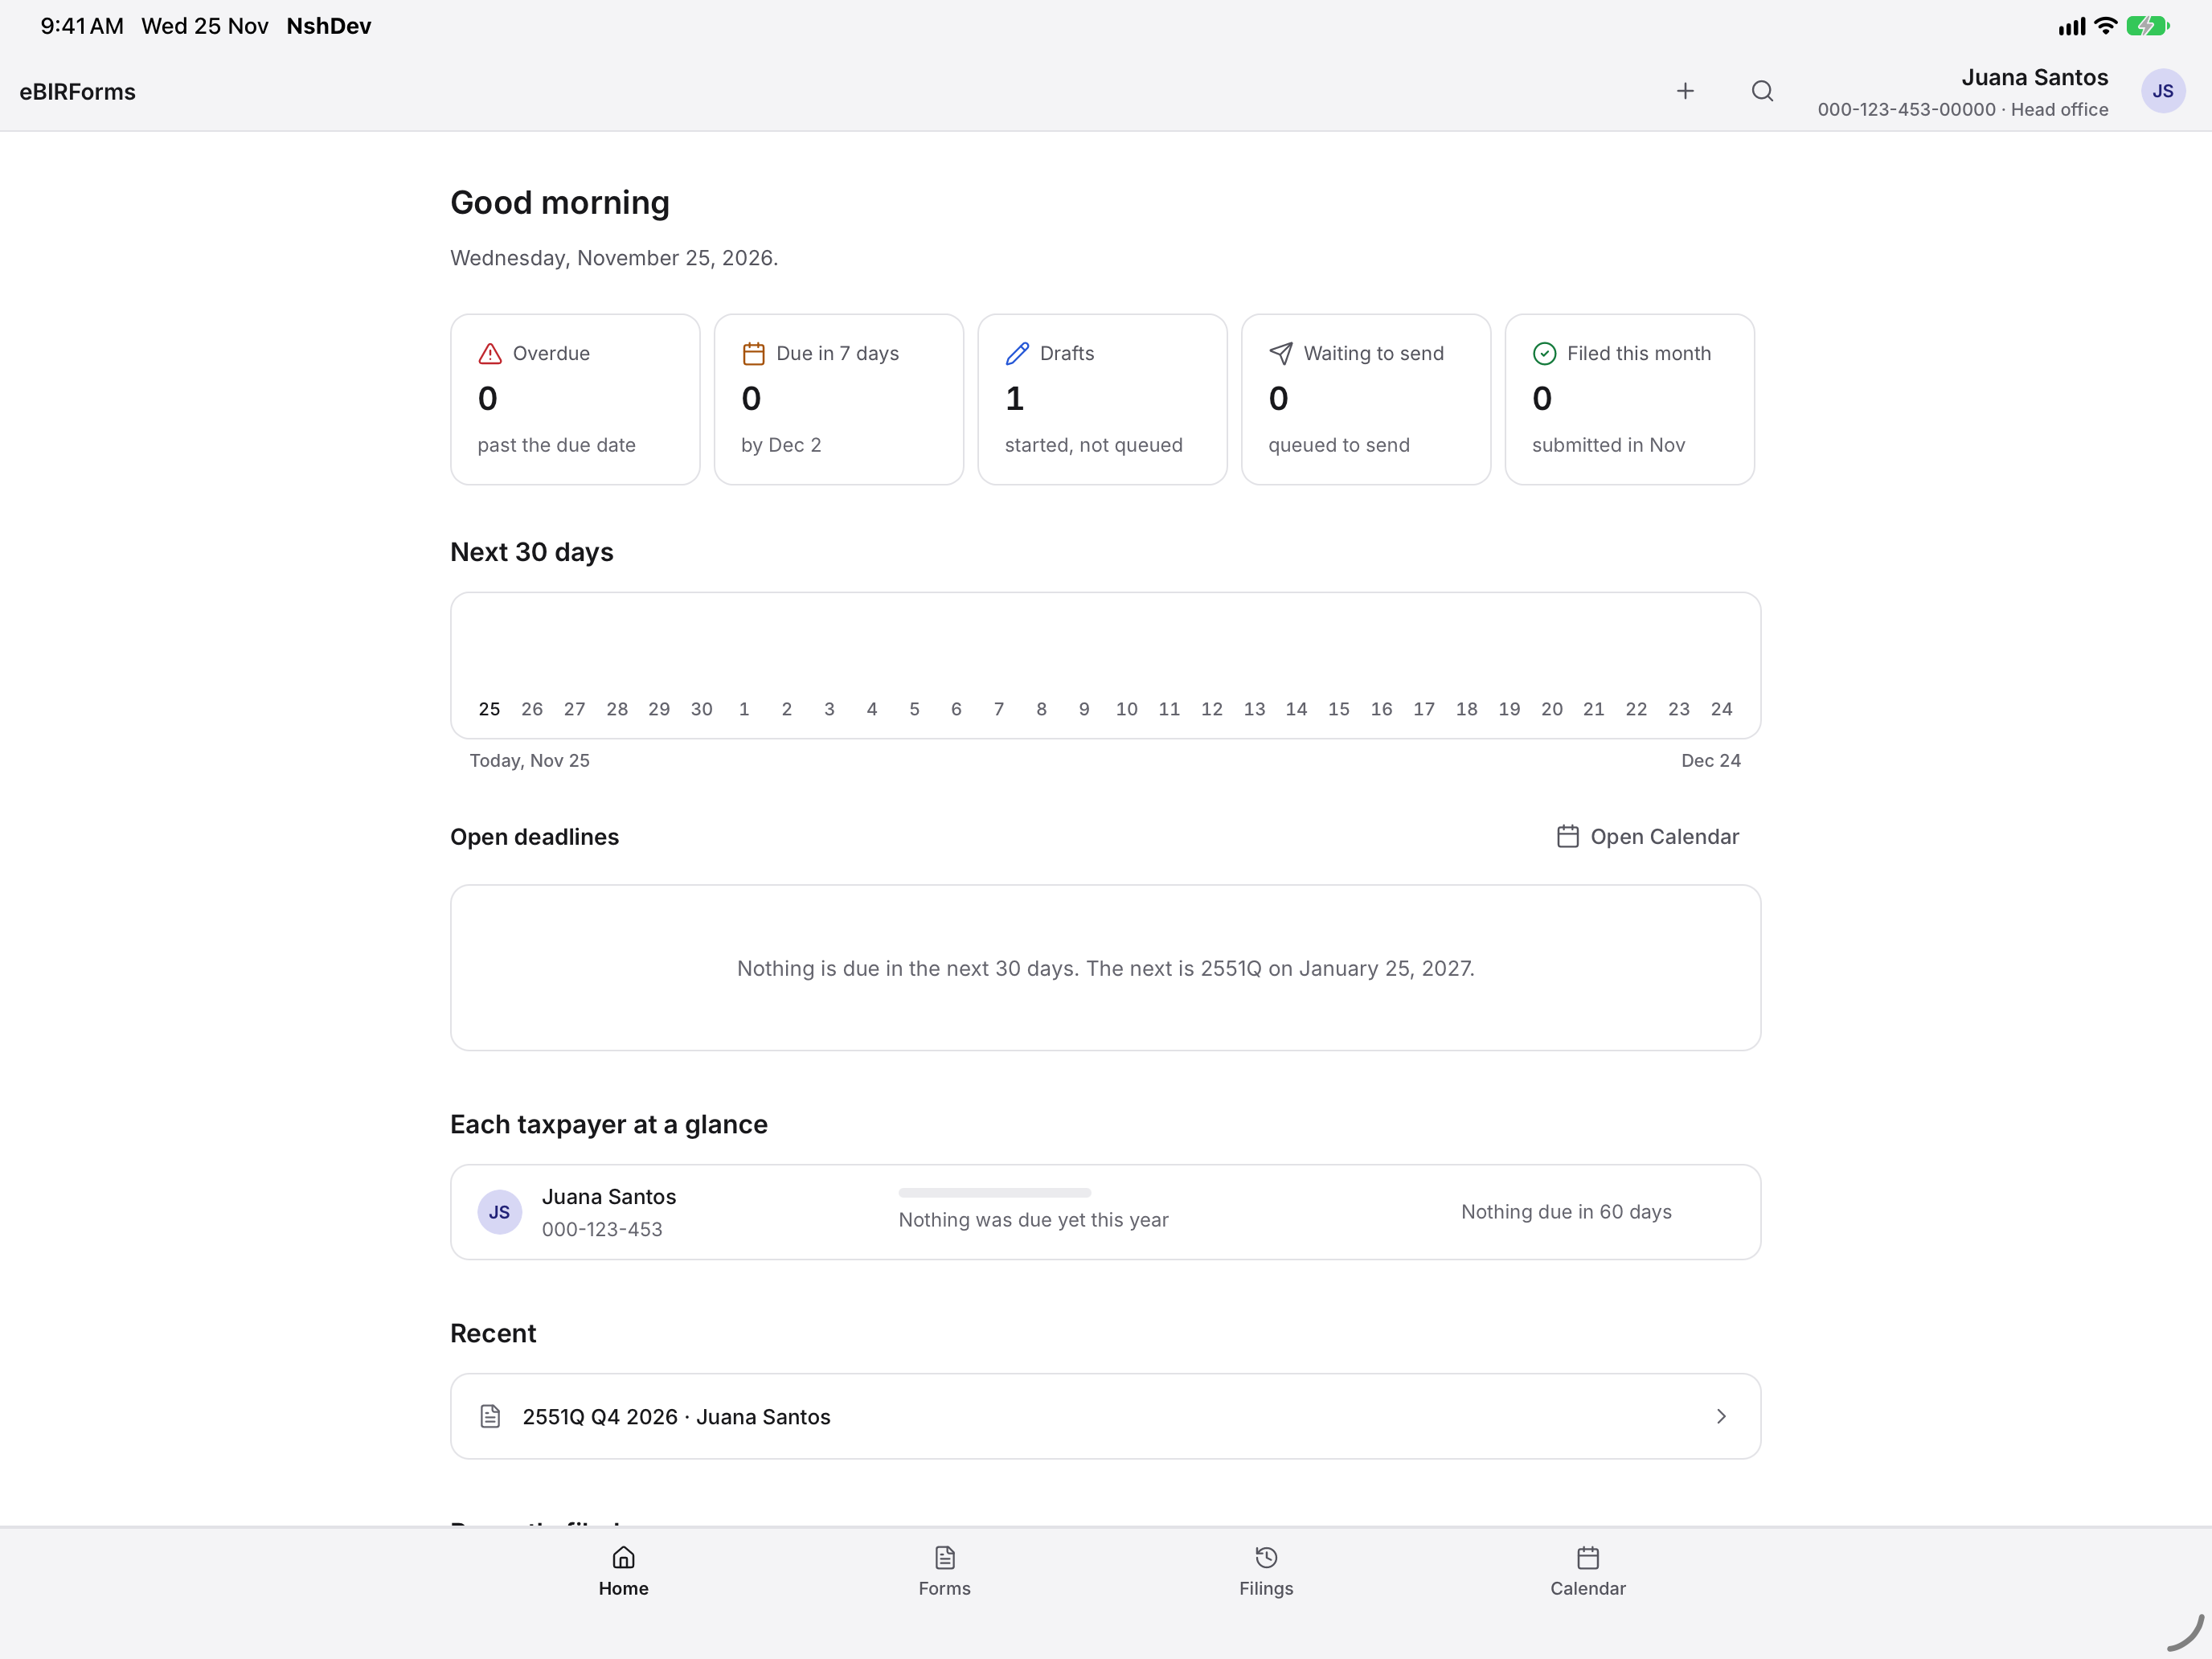 9:41 AM Wed 25 Nov NshDev
eBIRForms
Juana Santos
000-123-453-00000 · Head office
JS
Good morning
Wednesday, November 25, 2026.
Overdue
0
past the due date
Due in 7 days
0
by Dec 2
Drafts
1
started, not queued
Waiting to send
0
queued to send
Filed this month
0
submitted in Nov
Next 30 days
25 26 27 28 29 30 1 2 3 4 5 6 7 8 9 10 11 12 13 14 15 16 17 18 19 20 21 22 23 24
Today, Nov 25
Dec 24
Open deadlines
Open Calendar
Nothing is due in the next 30 days. The next is 2551Q on January 25, 2027.
Each taxpayer at a glance
JS
Juana Santos
000-123-453
Nothing was due yet this year
Nothing due in 60 days
Recent
2551Q Q4 2026 · Juana Santos
Home
Forms
Filings
Calendar